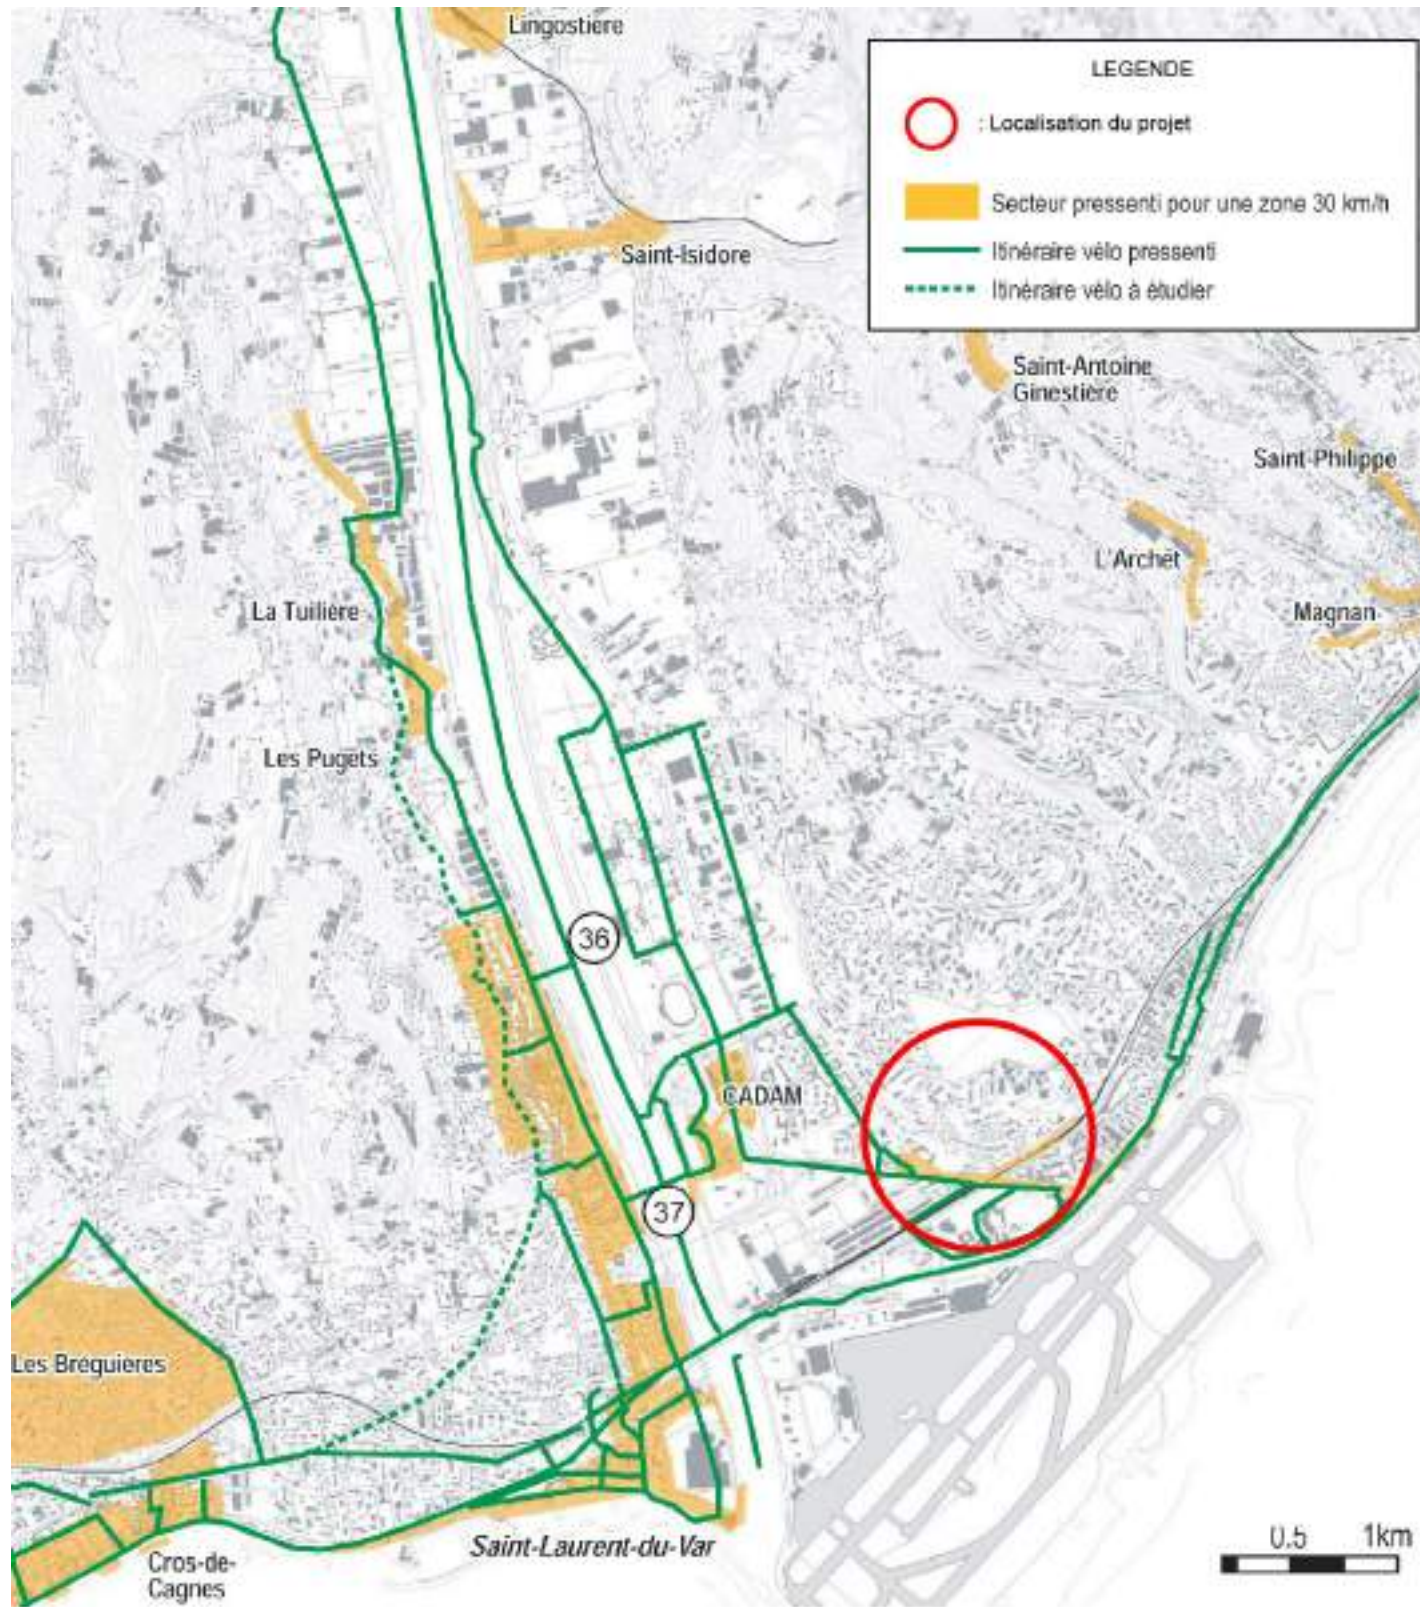 Lingostière
LEGENDE
: Localisation du projet
Secteur pressenti pour une zone 30 km/h
Itinéraire vélo pressenti
Itinéraire vélo à étudier
Saint-Isidore
Saint-Antoine
Ginestière
Saint-Philippe
L'Archet
La Tuilière
Magnan
Les Pugets
36
CADAM
37
Les Bréguières
Saint-Laurent-du-Var
0.5 1km
Cros-de-
Cagnes